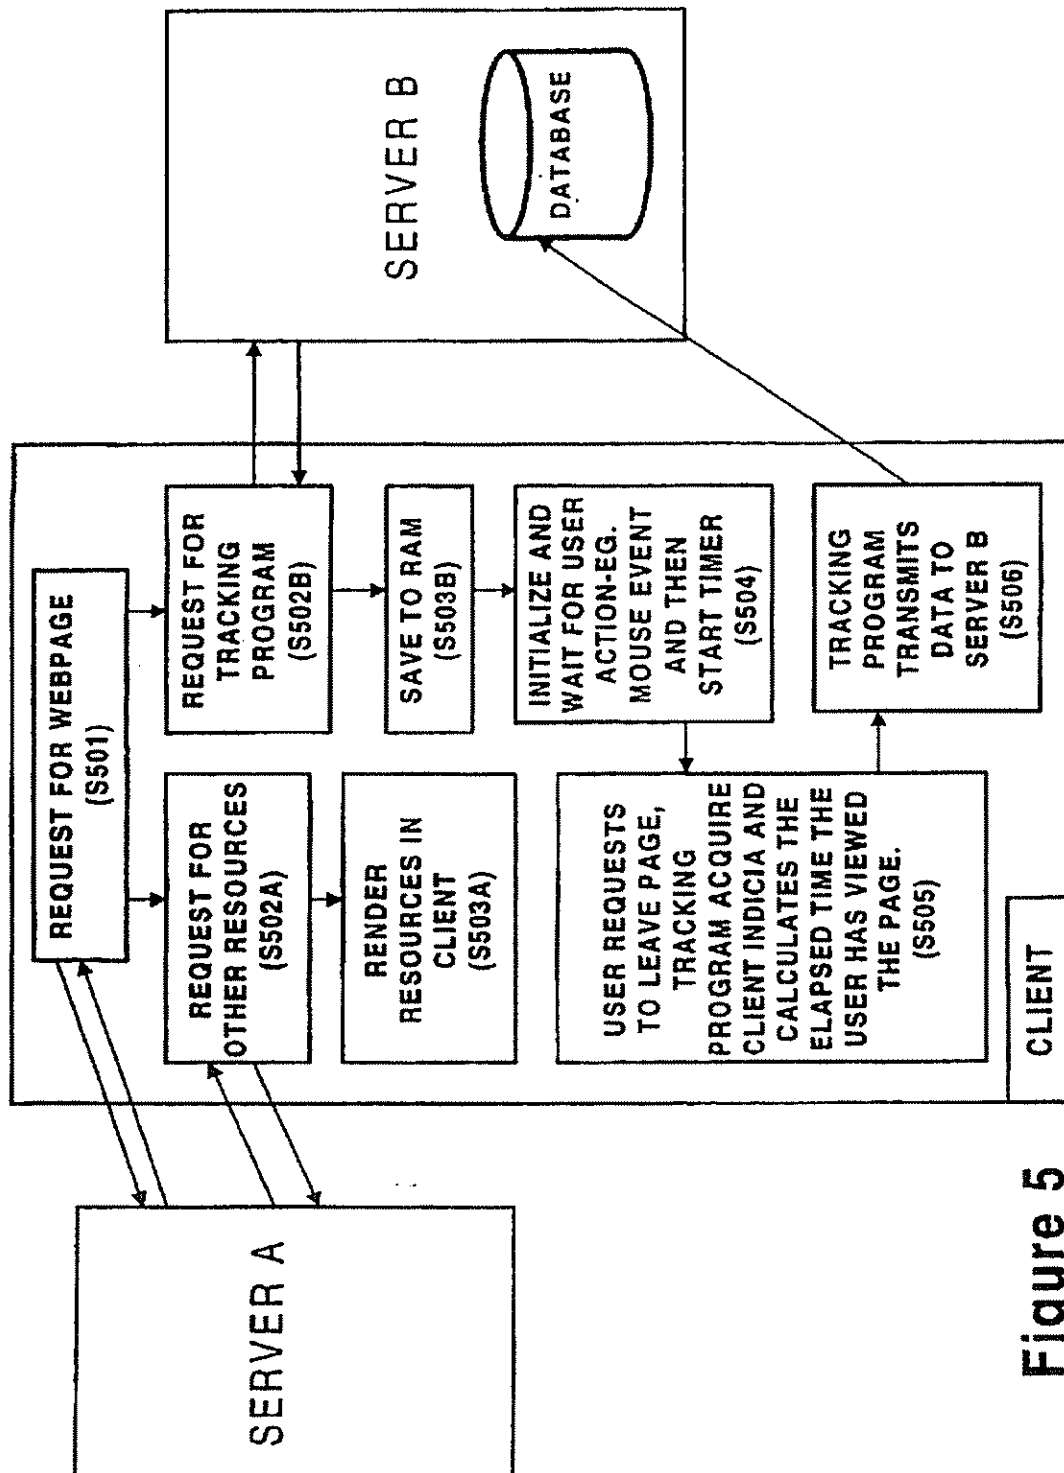 SERVER A
REQUEST FOR WEBPAGE
(S501)
REQUEST FOR
OTHER RESOURCES
(S502A)
RENDER
RESOURCES IN
CLIENT
(S503A)
REQUEST FOR
TRACKING
PROGRAM
(S502B)
SAVE TO RAM
(S503B)
INITIALIZE AND
WAIT FOR USER
ACTION-EG.
MOUSE EVENT
AND THEN
START TIMER
(S504)
USER REQUESTS
TO LEAVE PAGE,
TRACKING
PROGRAM ACQUIRE
CLIENT INDICIA AND
CALCULATES THE
ELAPSED TIME THE
USER HAS VIEWED
THE PAGE.
(S505)
TRACKING
PROGRAM
TRANSMITS
DATA TO
SERVER B
(S506)
CLIENT
SERVER B
DATABASE
Figure 5